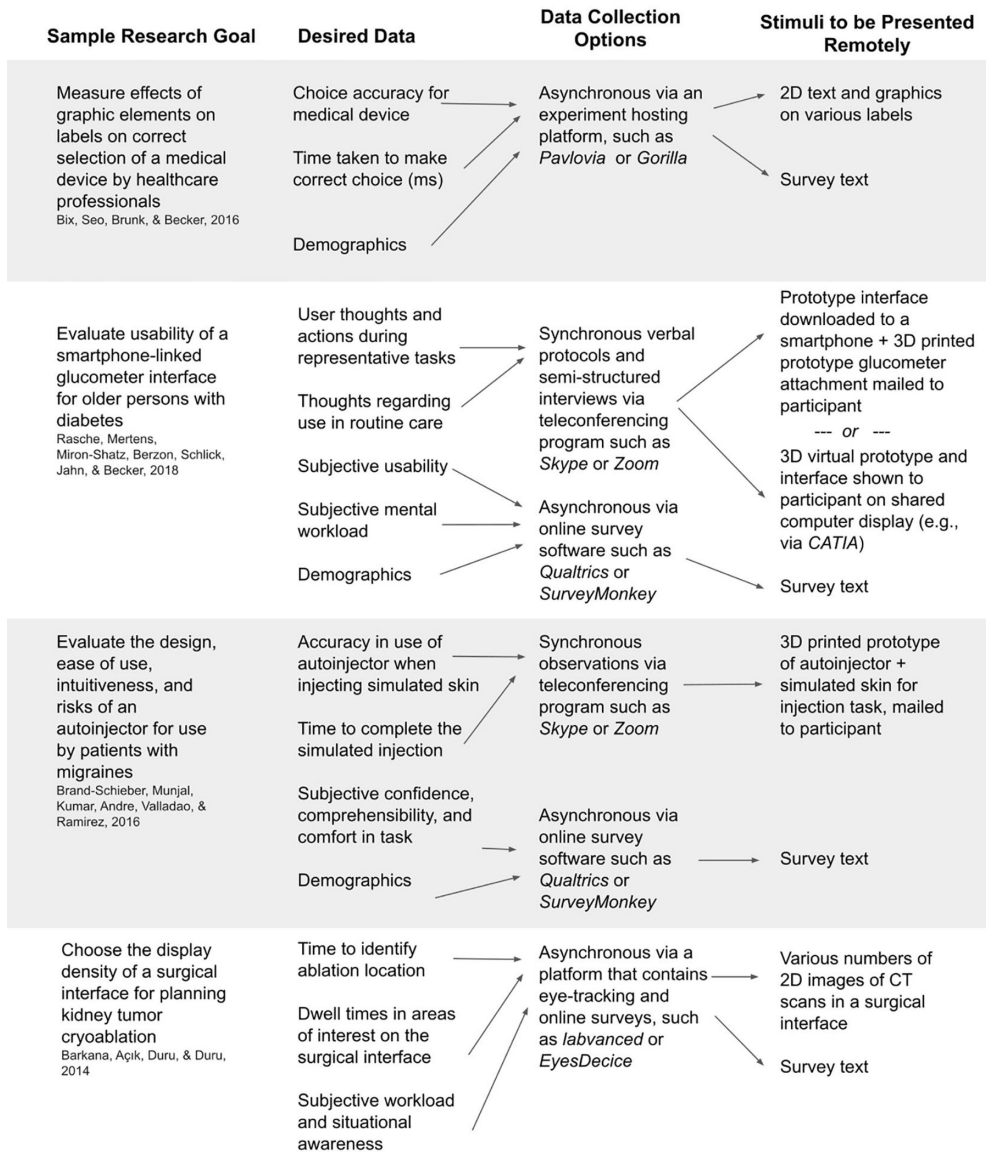 Sample Research Goal
Desired Data
Data Collection
Options
Stimuli to be Presented
Remotely
Measure effects of
graphic elements on
labels on correct
selection of a medical
device by healthcare
professionals
Bix, Seo, Brunk, & Becker, 2016
Choice accuracy for
medical device
Time taken to make
correct choice (ms)
Demographics
Asynchronous via an
experiment hosting
platform, such as
Pavlovia or Gorilla
2D text and graphics
on various labels
Survey text
Evaluate usability of a
smartphone-linked
glucometer interface
for older persons with
diabetes
Rasche, Mertens,
Miron-Shatz, Berzon, Schlick,
Jahn, & Becker, 2018
User thoughts and
actions during
representative tasks
Thoughts regarding
use in routine care
Subjective usability
Subjective mental
workload
Demographics
Synchronous verbal
protocols and
semi-structured
interviews via
teleconferencing
program such as
Skype or Zoom
Asynchronous via
online survey
software such as
Qualtrics or
SurveyMonkey
Prototype interface
downloaded to a
smartphone + 3D printed
prototype glucometer
attachment mailed to
participant
--- or ---
3D virtual prototype and
interface shown to
participant on shared
computer display (e.g.,
via CATIA)
Survey text
Evaluate the design,
ease of use,
intuitiveness, and
risks of an
autoinjector for use
by patients with
migraines
Brand-Schieber, Munjal,
Kumar, Andre, Valladao, &
Ramirez, 2016
Accuracy in use of
autoinjector when
injecting simulated skin
Time to complete the
simulated injection
Subjective confidence,
comprehensibility, and
comfort in task
Demographics
Synchronous
observations via
teleconferencing
program such as
Skype or Zoom
Asynchronous via
online survey
software such as
Qualtrics or
SurveyMonkey
3D printed prototype
of autoinjector +
simulated skin for
injection task, mailed
to participant
Survey text
Choose the display
density of a surgical
interface for planning
kidney tumor
cryoablation
Barkana, Açık, Duru, & Duru,
2014
Time to identify
ablation location
Dwell times in areas
of interest on the
surgical interface
Subjective workload
and situational
awareness
Asynchronous via a
platform that contains
eye-tracking and
online surveys, such
as labvanced or
EyesDecice
Various numbers of
2D images of CT
scans in a surgical
interface
Survey text